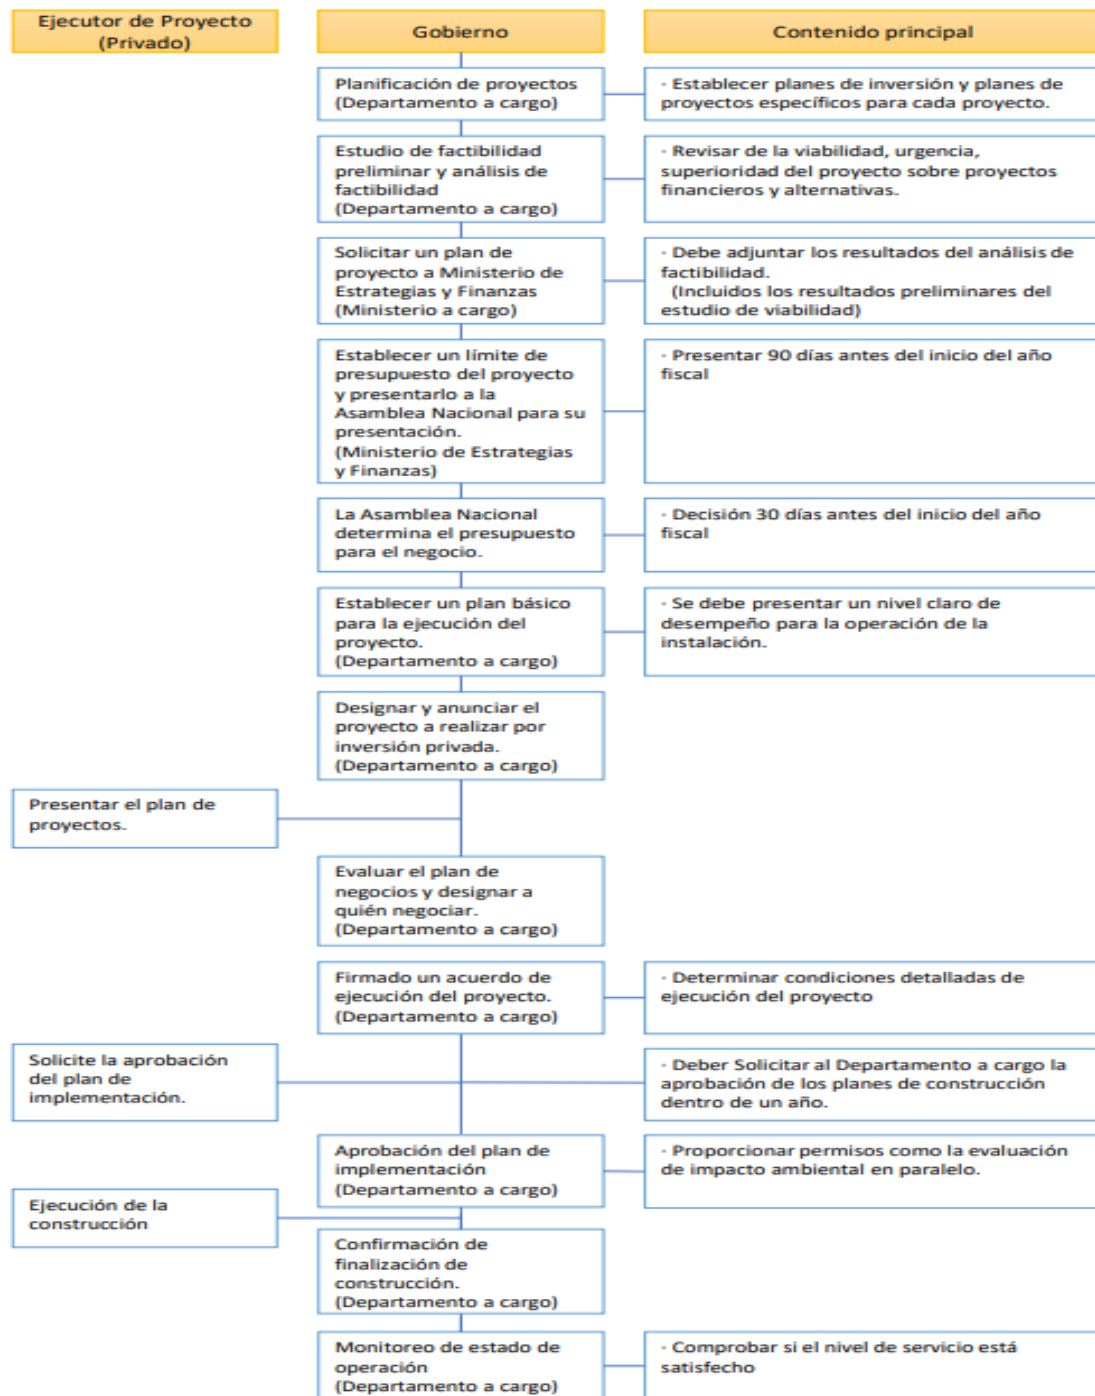 Ejecutor de Proyecto
(Privado)
Gobierno
Contenido principal
Planificación de proyectos
(Departamento a cargo)
- Establecer planes de inversión y planes de
proyectos específicos para cada proyecto.
Estudio de factibilidad
preliminar y análisis de
factibilidad
(Departamento a cargo)
- Revisar de la viabilidad, urgencia,
superioridad del proyecto sobre proyectos
financieros y alternativas.
Solicitar un plan de
proyecto a Ministerio de
Estrategias y Finanzas
(Ministerio a cargo)
- Debe adjuntar los resultados del análisis de
factibilidad.
(Incluidos los resultados preliminares del
estudio de viabilidad)
Establecer un límite de
presupuesto del proyecto
y presentarlo a la
Asamblea Nacional para su
presentación.
(Ministerio de Estrategias
y Finanzas)
- Presentar 90 días antes del inicio del año
fiscal
La Asamblea Nacional
determina el presupuesto
para el negocio.
- Decisión 30 días antes del inicio del año
fiscal
Establecer un plan básico
para la ejecución del
proyecto.
(Departamento a cargo)
- Se debe presentar un nivel claro de
desempeño para la operación de la
instalación.
Designar y anunciar el
proyecto a realizar por
inversión privada.
(Departamento a cargo)
Presentar el plan de
proyectos.
Evaluar el plan de
negocios y designar a
quién negociar.
(Departamento a cargo)
Firmado un acuerdo de
ejecución del proyecto.
(Departamento a cargo)
- Determinar condiciones detalladas de
ejecución del proyecto
Solicite la aprobación
del plan de
implementación.
- Deber Solicitar al Departamento a cargo la
aprobación de los planes de construcción
dentro de un año.
Aprobación del plan de
implementación
(Departamento a cargo)
- Proporcionar permisos como la evaluación
de impacto ambiental en paralelo.
Ejecución de la
construcción
Confirmación de
finalización de
construcción.
(Departamento a cargo)
Monitoreo de estado de
operación
(Departamento a cargo)
- Comprobar si el nivel de servicio está
satisfecho